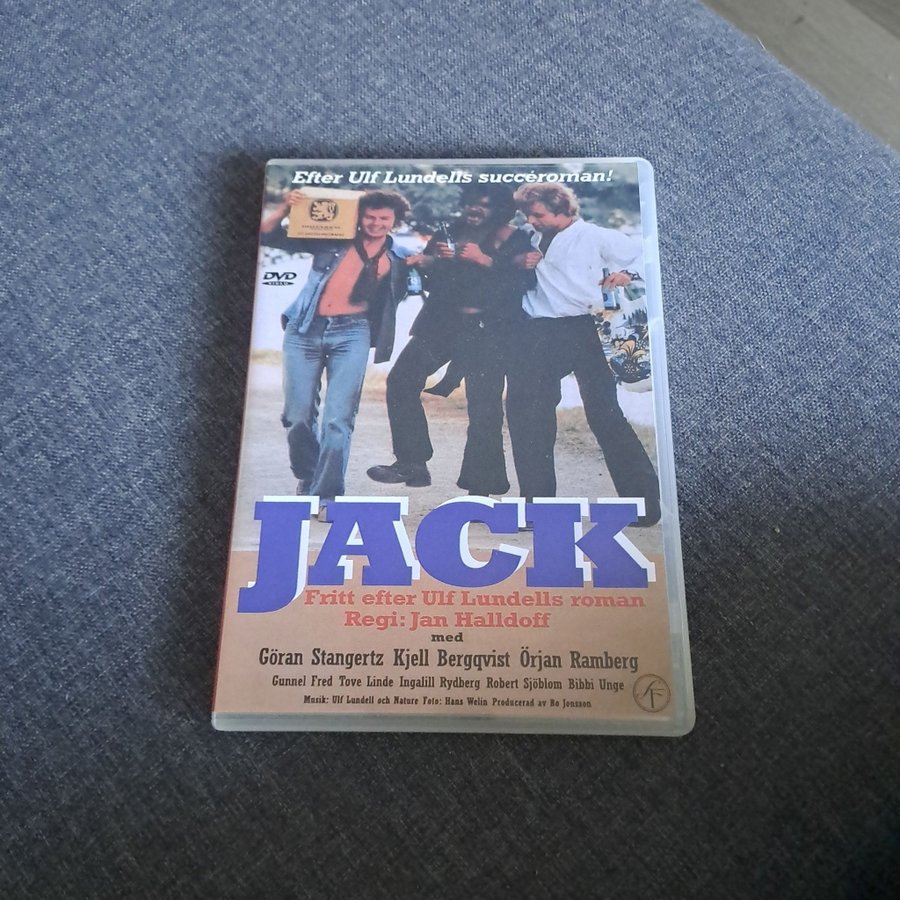 Efter Ulf Lundells succéroman!
DVD
VIDEO
JACK
Fritt efter Ulf Lundells roman
Regi: Jan Halldoff
med
Göran Stangertz Kjell Bergqvist Örjan Ramberg
Gunnel Fred Tove Linde Ingalill Rydberg Robert Sjöblom Bibbi Unge
Musik: Ulf Lundell och Nature Foto: Hans Welin Producerad av Bo Jonsson
SF